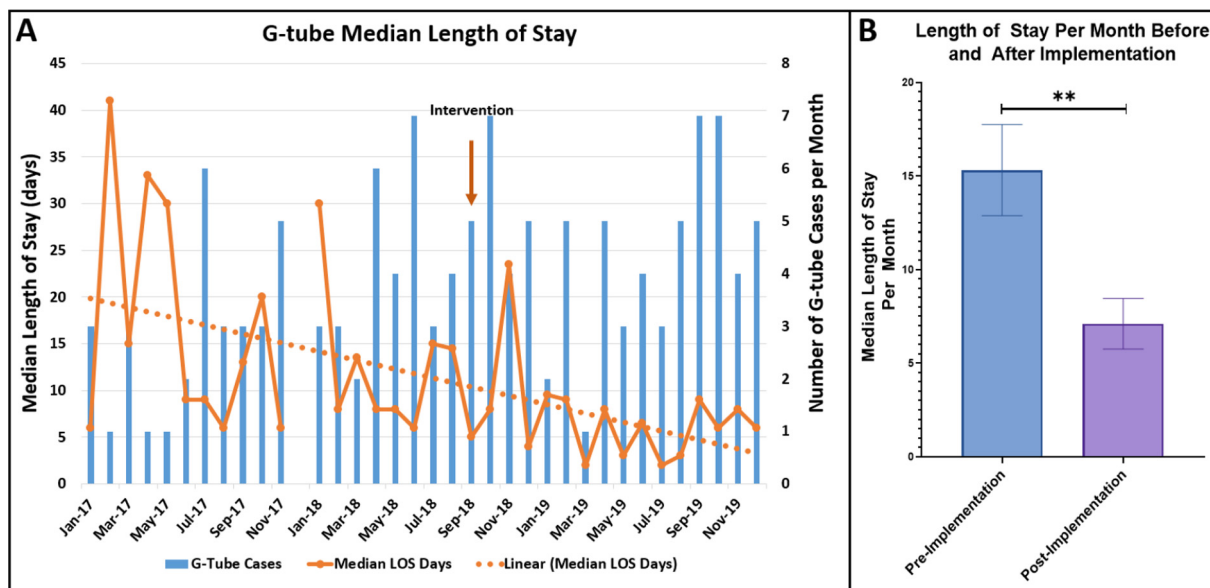 A
G-tube Median Length of Stay
Median Length of Stay (days)
45
40
35
30
25
20
15
10
5
0
Intervention
8
7
6
5
4
3
2
1
0
Number of G-tube Cases per Month
Jan-17
Mar-17
May-17
Jul-17
Sep-17
Nov-17
Jan-18
Mar-18
May-18
Jul-18
Sep-18
Nov-18
Jan-19
Mar-19
May-19
Jul-19
Sep-19
Nov-19
G-Tube Cases
Median LOS Days
Linear (Median LOS Days)
B
Length of Stay Per Month Before
and After Implementation
Median Length of Stay
Per Month
20
15
10
5
0
**
Pre-Implementation
Post-Implementation